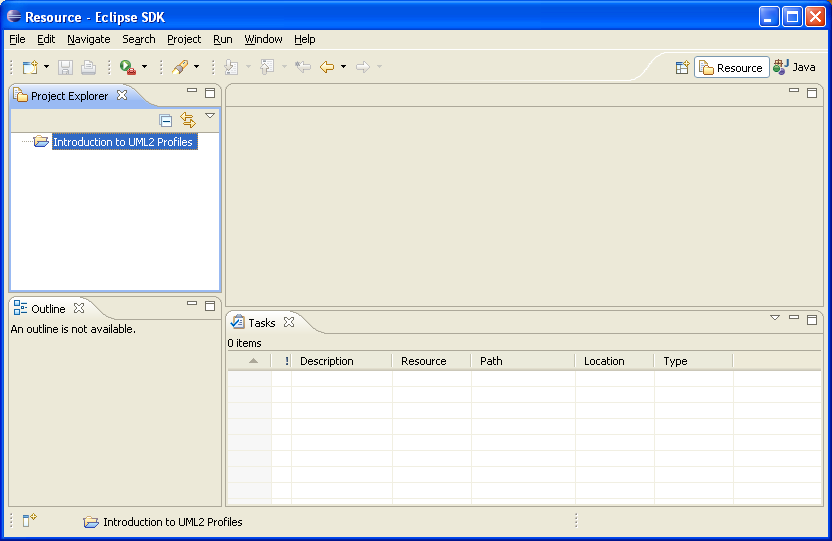 Resource - Eclipse SDK
File Edit Navigate Search Project Run Window Help
Resource Java
Project Explorer
Introduction to UML2 Profiles
Outline
An outline is not available.
Tasks
0 items
! Description Resource Path Location Type
Introduction to UML2 Profiles